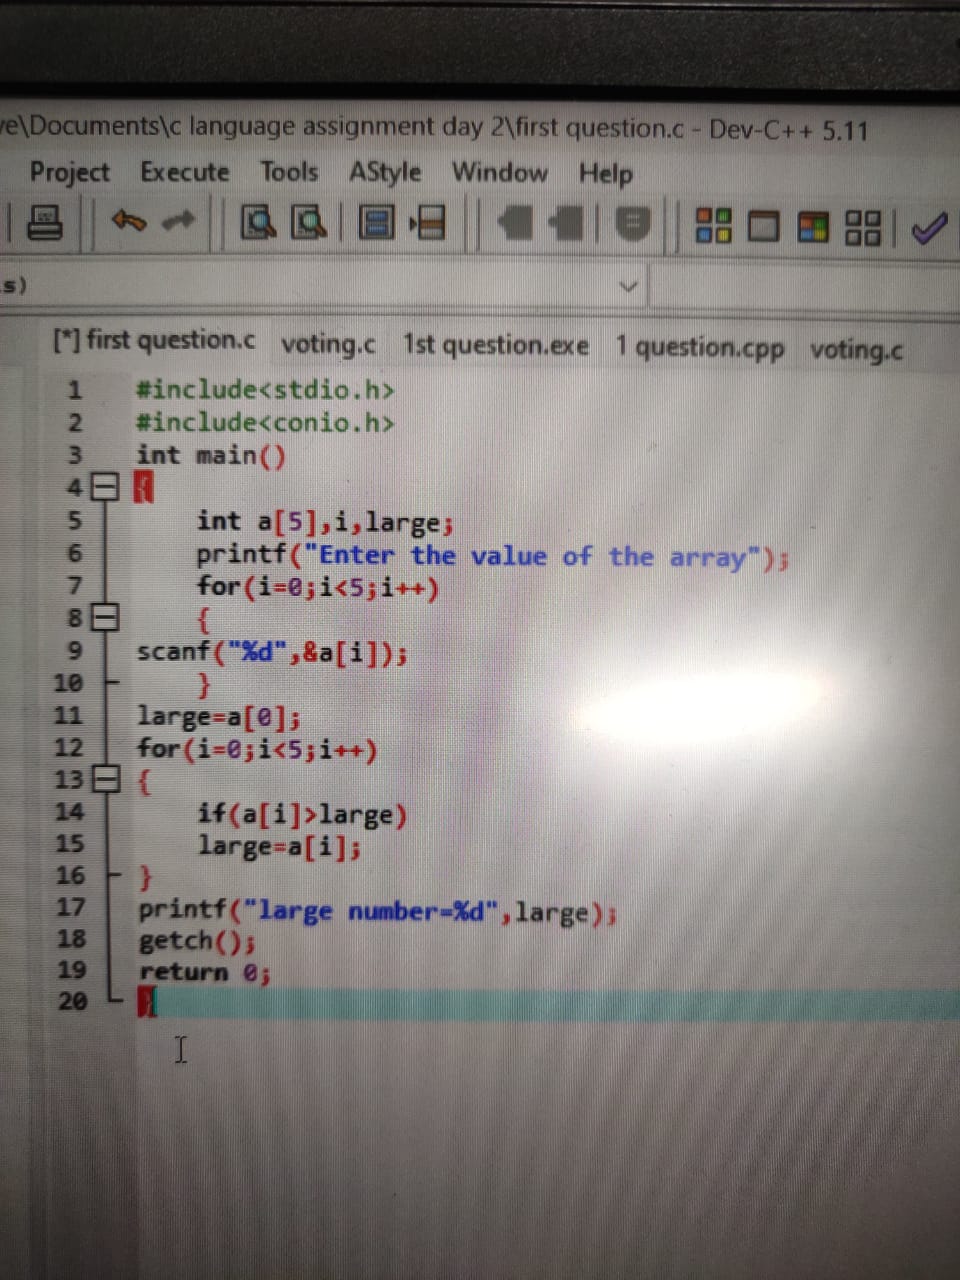 ve\Documents\c language assignment day 2\first question.c - Dev-C++ 5.11
Project Execute Tools AStyle Window Help
s)
[*] first question.c voting.c 1st question.exe 1 question.cpp voting.c
1 #include<stdio.h>
2 #include<conio.h>
3 int main()
4 {
5 int a[5],i,large;
6 printf("Enter the value of the array");
7 for(i=0;i<5;i++)
8 {
9 scanf("%d",&a[i]);
10 }
11 large=a[0];
12 for(i=0;i<5;i++)
13 {
14 if(a[i]>large)
15 large=a[i];
16 }
17 printf("large number=%d",large);
18 getch();
19 return 0;
20 }